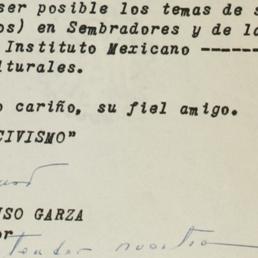 ser posible los temas de s
os) en Sembradores y de la
Instituto Mexicano -------
lturales.
o cariño, su fiel amigo.
CIVISMO"
NSO GARZA
or